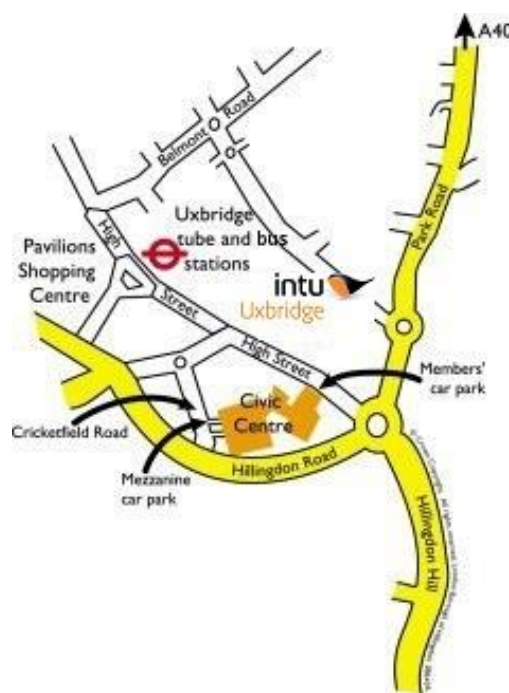 A40
Belmont Road
Park Road
High
Street
Uxbridge
tube and bus
stations
Pavilions
Shopping
Centre
intu
Uxbridge
High Street
Members'
car park
Civic
Centre
Cricketfield Road
Mezzanine
car park
Hillingdon Road
Hillingdon Hill